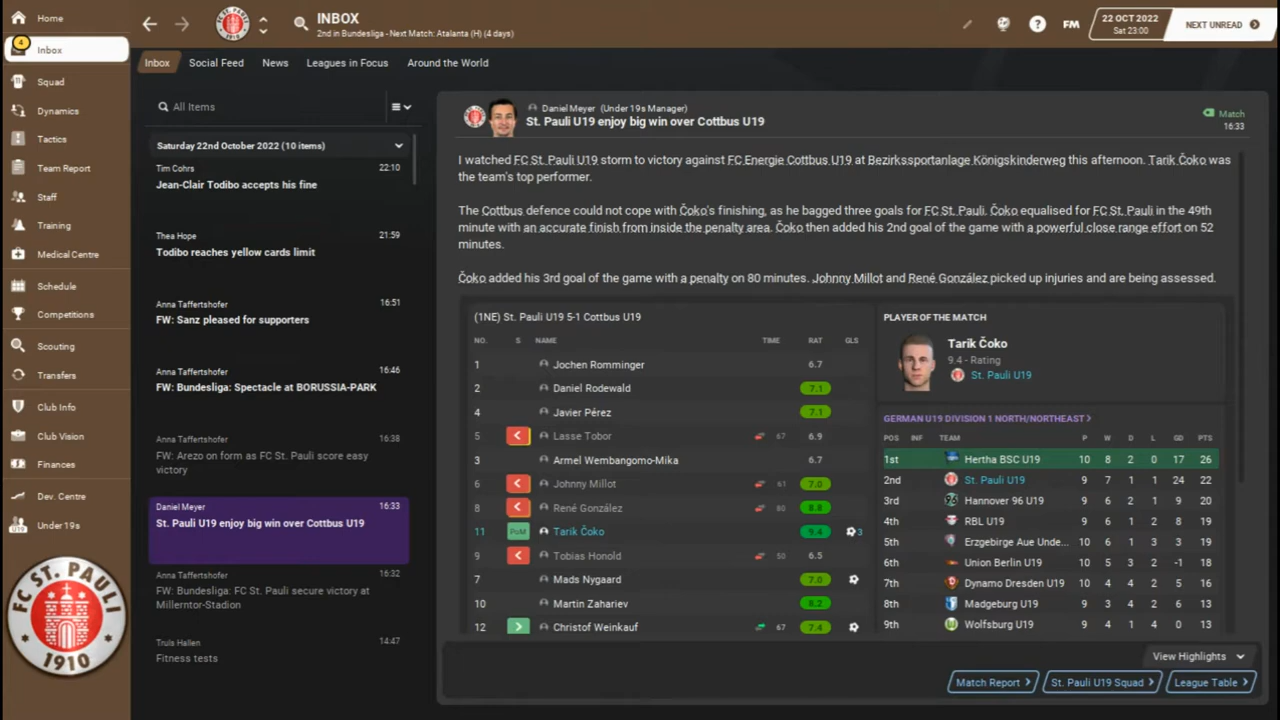 Home
Inbox
4
Squad
Dynamics
Tactics
Team Report
Staff
Training
Medical Centre
Schedule
Competitions
Scouting
Transfers
Club Info
Club Vision
Finances
Dev. Centre
Under 19s
FC ST. PAULI
1910
INBOX
2nd in Bundesliga - Next Match: Atalanta (H) (4 days)
FM
22 OCT 2022
Sat 23:00
NEXT UNREAD
Inbox
Social Feed
News
Leagues in Focus
Around the World
All Items
Saturday 22nd October 2022 (10 items)
Tim Cohrs 22:10
Jean-Clair Todibo accepts his fine
Thea Hope 21:59
Todibo reaches yellow cards limit
Anna Taffertshofer 16:51
FW: Sanz pleased for supporters
Anna Taffertshofer 16:46
FW: Bundesliga: Spectacle at BORUSSIA-PARK
Anna Taffertshofer 16:38
FW: Arezo on form as FC St. Pauli score easy
victory
Daniel Meyer 16:33
St. Pauli U19 enjoy big win over Cottbus U19
Anna Taffertshofer 16:32
FW: Bundesliga: FC St. Pauli secure victory at
Millerntor-Stadion
Truls Hallen 14:47
Fitness tests
Daniel Meyer (Under 19s Manager)
St. Pauli U19 enjoy big win over Cottbus U19
Match
16:33
I watched FC St. Pauli U19 storm to victory against FC Energie Cottbus U19 at Bezirkssportanlage Königskinderweg this afternoon. Tarik Čoko was
the team's top performer.
The Cottbus defence could not cope with Čoko's finishing, as he bagged three goals for FC St. Pauli. Čoko equalised for FC St. Pauli in the 49th
minute with an accurate finish from inside the penalty area. Čoko then added his 2nd goal of the game with a powerful close range effort on 52
minutes.
Čoko added his 3rd goal of the game with a penalty on 80 minutes. Johnny Millot and René González picked up injuries and are being assessed.
(1NE) St. Pauli U19 5-1 Cottbus U19
NO. S NAME TIME RAT GLS
1 Jochen Romminger 6.7
2 Daniel Rodewald 7.1
4 Javier Pérez 7.1
5 Lasse Tobor 67 6.9
3 Armel Wembangomo-Mika 6.7
6 Johnny Millot 61 7.0
8 René González 80 8.8
11 PoM Tarik Čoko 9.4 3
9 Tobias Honold 50 6.5
7 Mads Nygaard 7.0
10 Martin Zahariev 8.2
12 Christof Weinkauf 67 7.4
PLAYER OF THE MATCH
Tarik Čoko
9.4 - Rating
St. Pauli U19
GERMAN U19 DIVISION 1 NORTH/NORTHEAST >
POS INF TEAM P W D L GD PTS
1st Hertha BSC U19 10 8 2 0 17 26
2nd St. Pauli U19 9 7 1 1 24 22
3rd Hannover 96 U19 9 6 2 1 9 20
4th RBL U19 9 6 1 2 8 19
5th Erzgebirge Aue Unde... 10 6 1 3 3 19
6th Union Berlin U19 10 5 3 2 -1 18
7th Dynamo Dresden U19 10 4 4 2 5 16
8th Madgeburg U19 9 3 4 2 6 13
9th Wolfsburg U19 9 4 1 4 0 13
View Highlights
Match Report >
St. Pauli U19 Squad >
League Table >